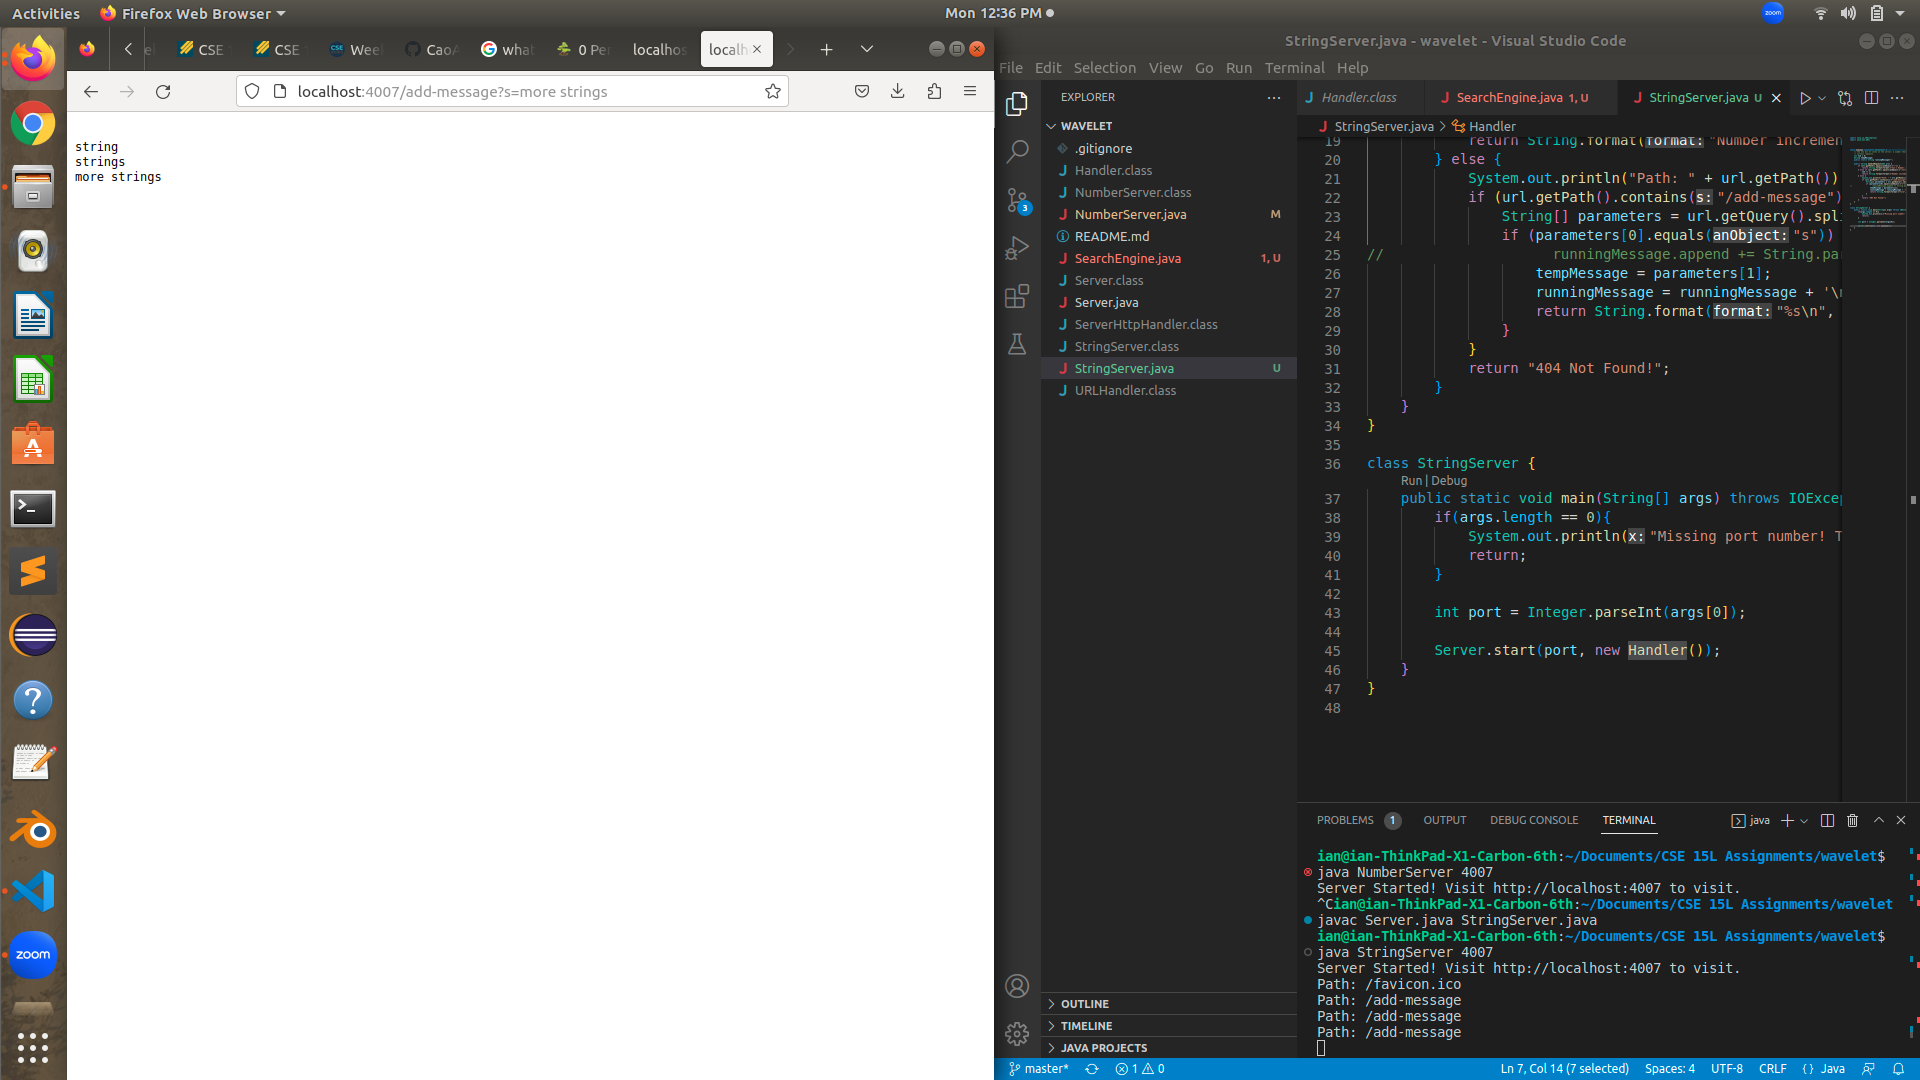 Activities Firefox Web Browser Mon 12:36 PM zoom
CSE CSE Wee CaoA what 0 Per localhos localh
localhost:4007/add-message?s=more strings
string
strings
more strings
zoom
StringServer.java - wavelet - Visual Studio Code
File Edit Selection View Go Run Terminal Help
EXPLORER
WAVELET
.gitignore
Handler.class
NumberServer.class
NumberServer.java M
README.md
SearchEngine.java 1, U
Server.class
Server.java
ServerHttpHandler.class
StringServer.class
StringServer.java U
URLHandler.class
3
OUTLINE
TIMELINE
JAVA PROJECTS
Handler.class SearchEngine.java 1, U StringServer.java U
StringServer.java > Handler
19 return String.format(format: "Number incremen
20 } else {
21 System.out.println("Path: " + url.getPath())
22 if (url.getPath().contains(s: "/add-message")
23 String[] parameters = url.getQuery().spli
24 if (parameters[0].equals(anObject: "s"))
25 // runningMessage.append += String.pa
26 tempMessage = parameters[1];
27 runningMessage = runningMessage + '\n
28 return String.format(format: "%s\n",
29 }
30 }
31 return "404 Not Found!";
32 }
33 }
34 }
35
36 class StringServer {
Run | Debug
37 public static void main(String[] args) throws IOExcep
38 if(args.length == 0){
39 System.out.println(x: "Missing port number! T
40 return;
41 }
42
43 int port = Integer.parseInt(args[0]);
44
45 Server.start(port, new Handler());
46 }
47 }
48
PROBLEMS 1 OUTPUT DEBUG CONSOLE TERMINAL java
ian@ian-ThinkPad-X1-Carbon-6th:~/Documents/CSE 15L Assignments/wavelet$
java NumberServer 4007
Server Started! Visit http://localhost:4007 to visit.
^Cian@ian-ThinkPad-X1-Carbon-6th:~/Documents/CSE 15L Assignments/wavelet
javac Server.java StringServer.java
ian@ian-ThinkPad-X1-Carbon-6th:~/Documents/CSE 15L Assignments/wavelet$
java StringServer 4007
Server Started! Visit http://localhost:4007 to visit.
Path: /favicon.ico
Path: /add-message
Path: /add-message
Path: /add-message
master* 1 0 Ln 7, Col 14 (7 selected) Spaces: 4 UTF-8 CRLF {} Java